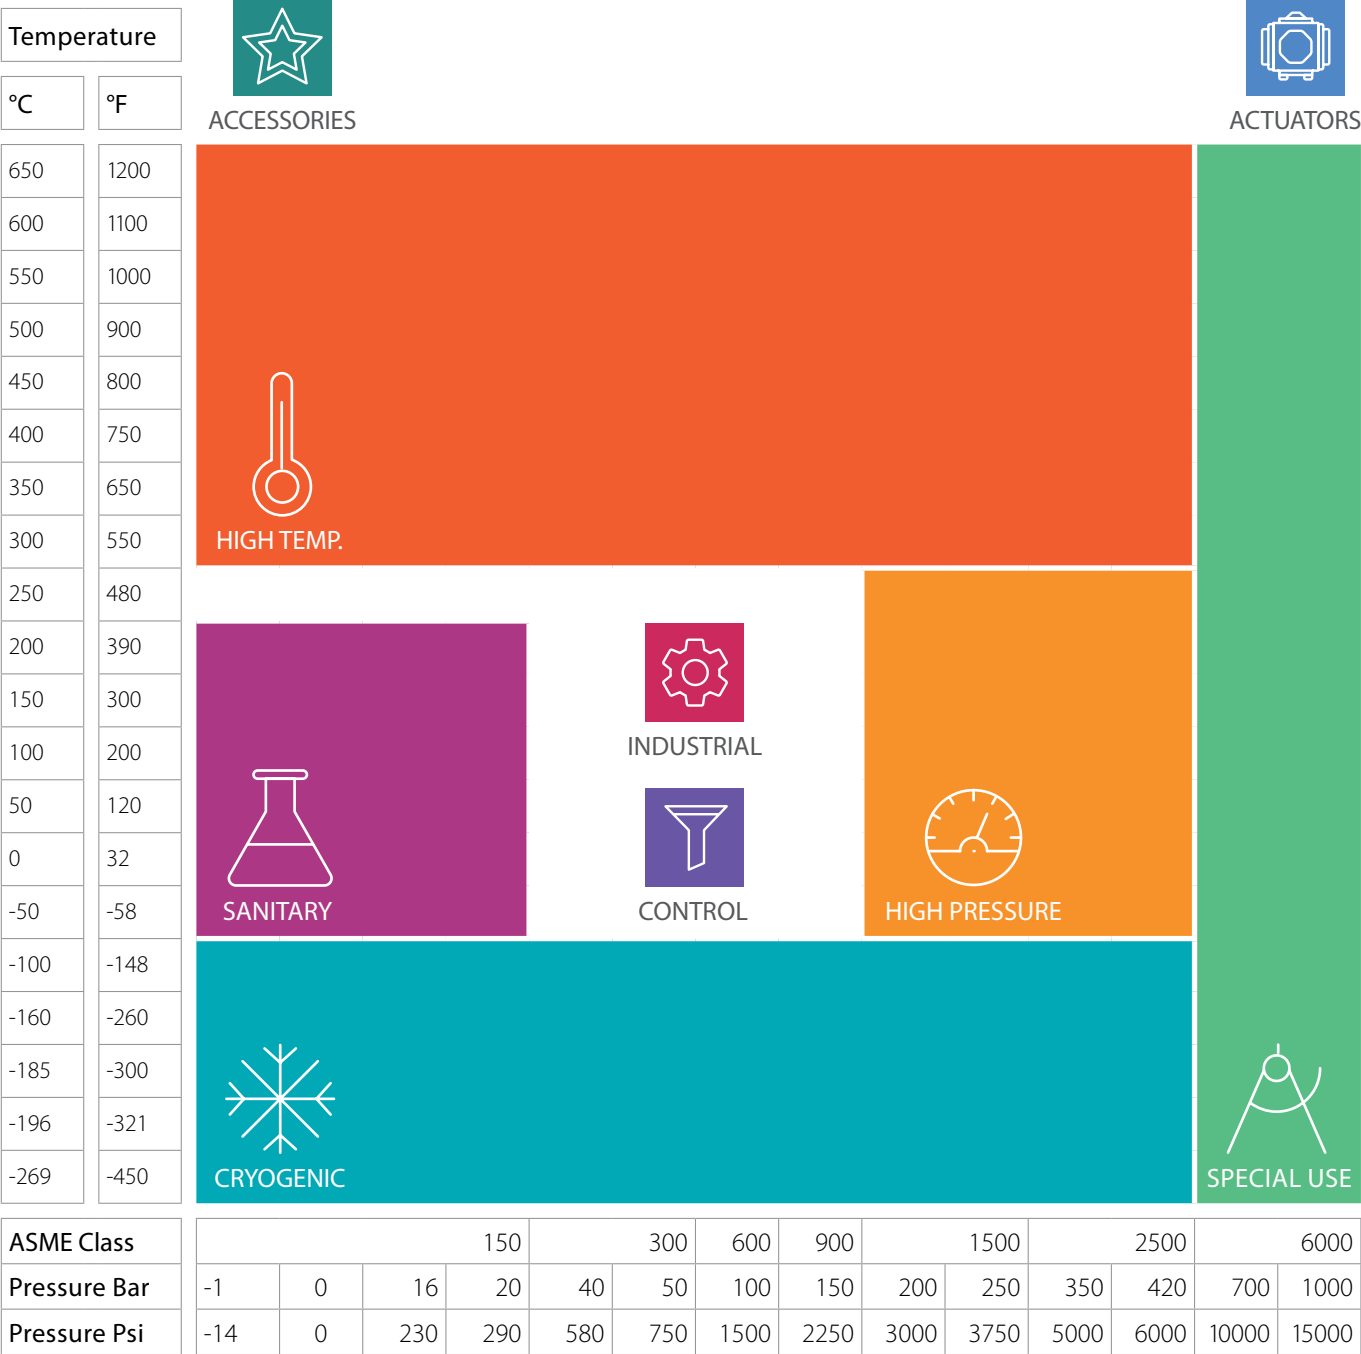 Temperature
°C °F
ACCESSORIES ACTUATORS
650 1200
600 1100
550 1000
500 900
450 800
400 750
350 650
300 550
HIGH TEMP.
250 480
200 390
150 300
100 200
INDUSTRIAL
50 120
0 32
-50 -58
SANITARY CONTROL HIGH PRESSURE
-100 -148
-160 -260
-185 -300
-196 -321
-269 -450
CRYOGENIC SPECIAL USE
ASME Class 150 300 600 900 1500 2500 6000
Pressure Bar -1 0 16 20 40 50 100 150 200 250 350 420 700 1000
Pressure Psi -14 0 230 290 580 750 1500 2250 3000 3750 5000 6000 10000 15000